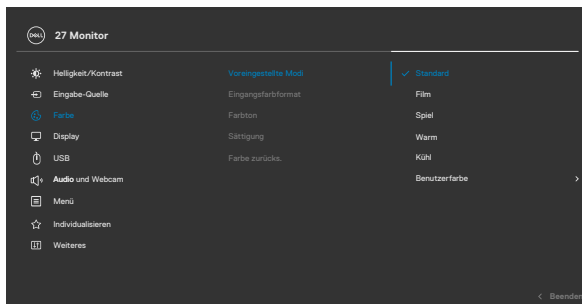 DELL 27 Monitor
Helligkeit/Kontrast Voreingestellte Modi Standard
Eingabe-Quelle Eingangsfarbformat Film
Farbe Farbton Spiel
Display Sättigung Warm
USB Farbe zurücks. Kühl
Audio und Webcam Benutzerfarbe
Menü
Individualisieren
Weiteres
Beenden